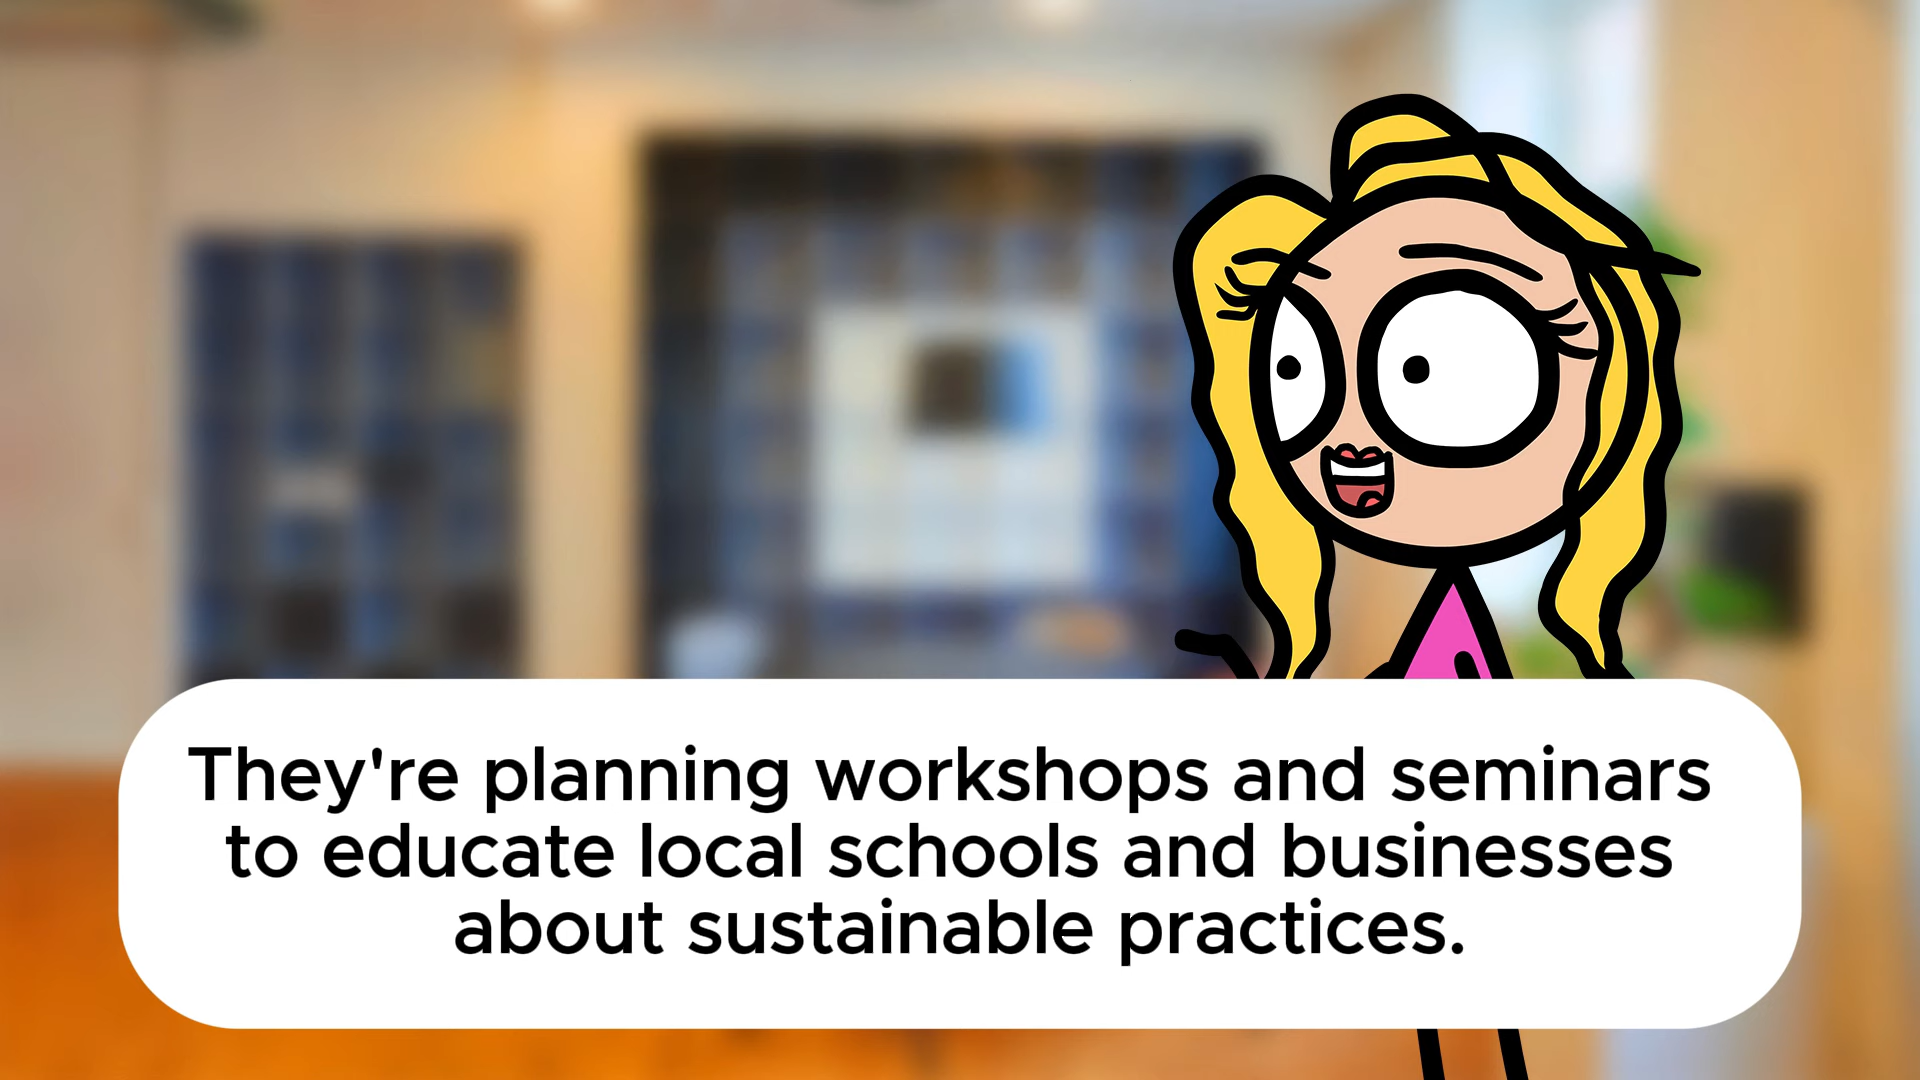 They're planning workshops and seminars
to educate local schools and businesses
about sustainable practices.